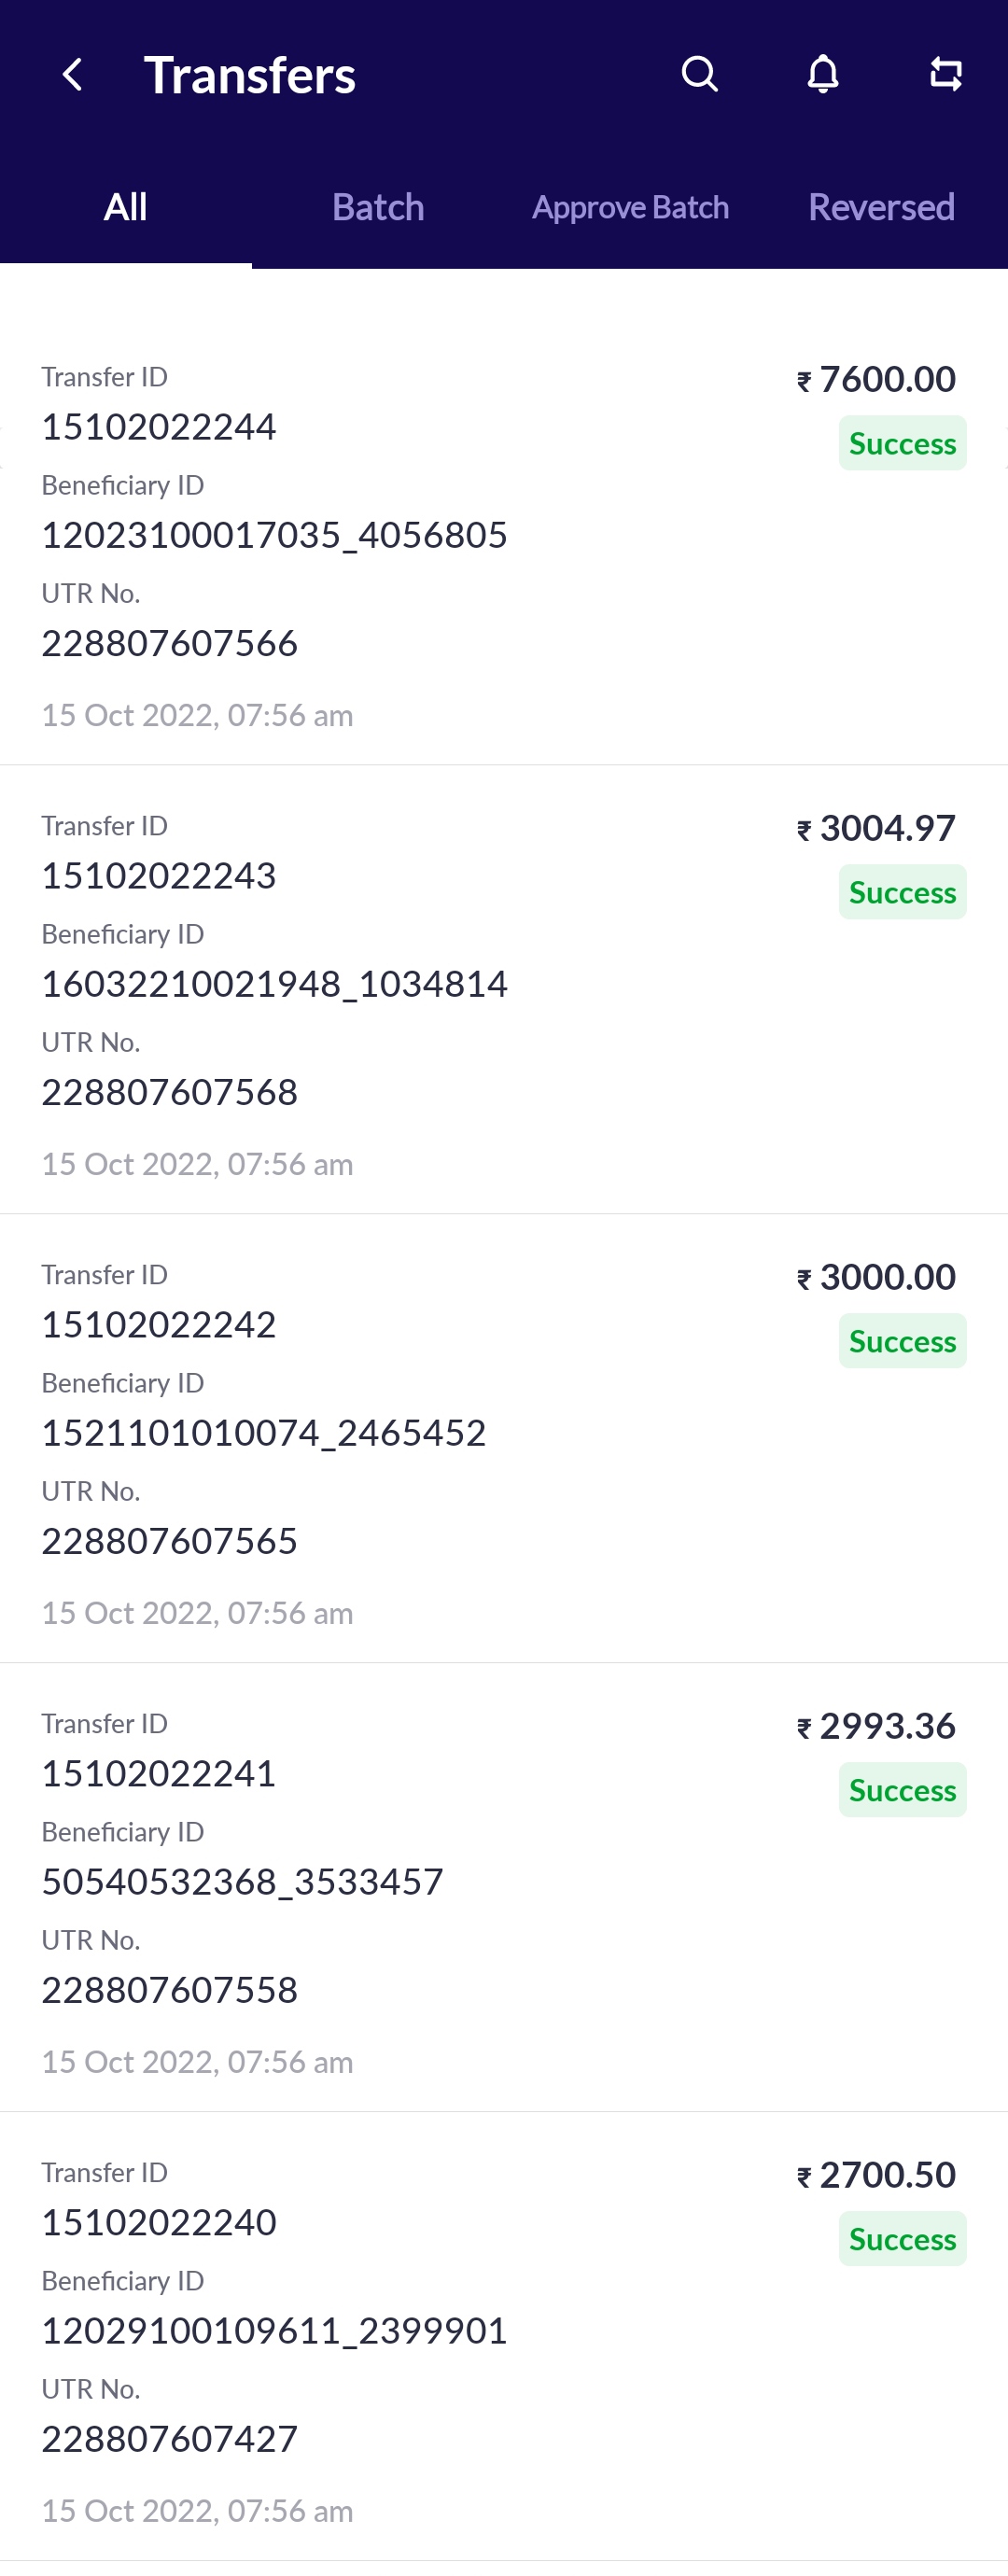 Transfers
All Batch Approve Batch Reversed
Transfer ID ₹ 7600.00
15102022244 Success
Beneficiary ID
12023100017035_4056805
UTR No.
228807607566
15 Oct 2022, 07:56 am
Transfer ID ₹ 3004.97
15102022243 Success
Beneficiary ID
16032210021948_1034814
UTR No.
228807607568
15 Oct 2022, 07:56 am
Transfer ID ₹ 3000.00
15102022242 Success
Beneficiary ID
1521101010074_2465452
UTR No.
228807607565
15 Oct 2022, 07:56 am
Transfer ID ₹ 2993.36
15102022241 Success
Beneficiary ID
50540532368_3533457
UTR No.
228807607558
15 Oct 2022, 07:56 am
Transfer ID ₹ 2700.50
15102022240 Success
Beneficiary ID
12029100109611_2399901
UTR No.
228807607427
15 Oct 2022, 07:56 am